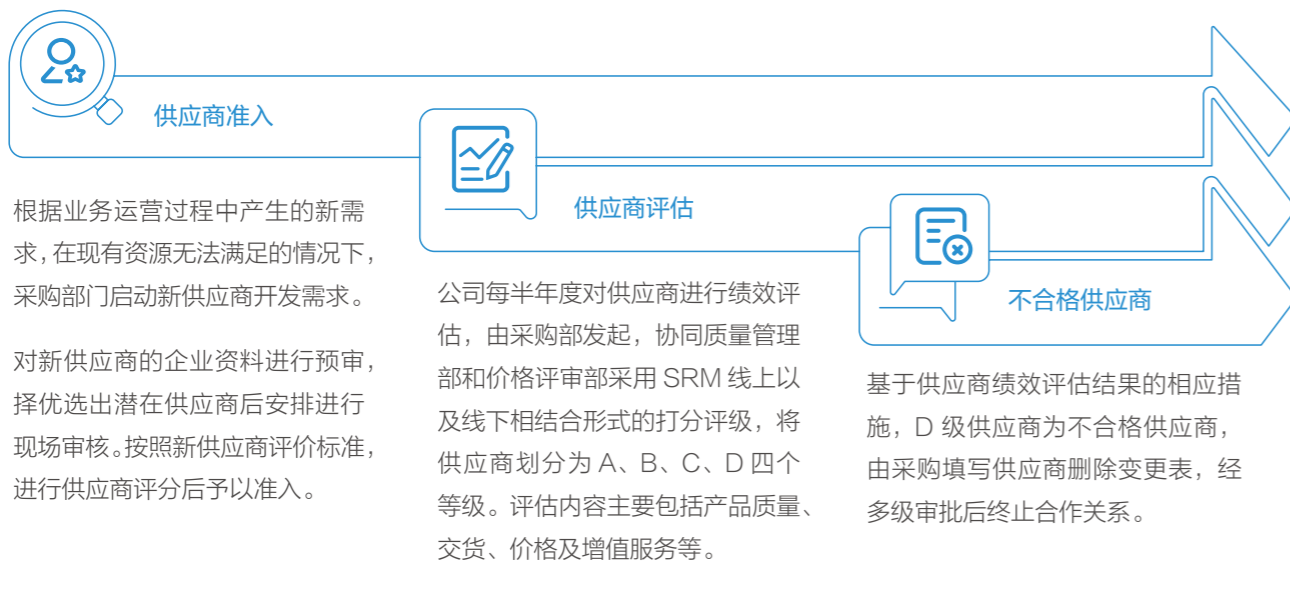 供应商准入
根据业务运营过程中产生的新需
求，在现有资源无法满足的情况下，
采购部门启动新供应商开发需求。
对新供应商的企业资料进行预审，
择优选出潜在供应商后安排进行
现场审核。按照新供应商评价标准，
进行供应商评分后予以准入。
供应商评估
公司每半年度对供应商进行绩效评
估，由采购部发起，协同质量管理
部和价格评审部采用 SRM 线上以
及线下相结合形式的打分评级，将
供应商划分为 A、B、C、D 四个
等级。评估内容主要包括产品质量、
交货、价格及增值服务等。
不合格供应商
基于供应商绩效评估结果的相应措
施，D 级供应商为不合格供应商，
由采购填写供应商删除变更表，经
多级审批后终止合作关系。